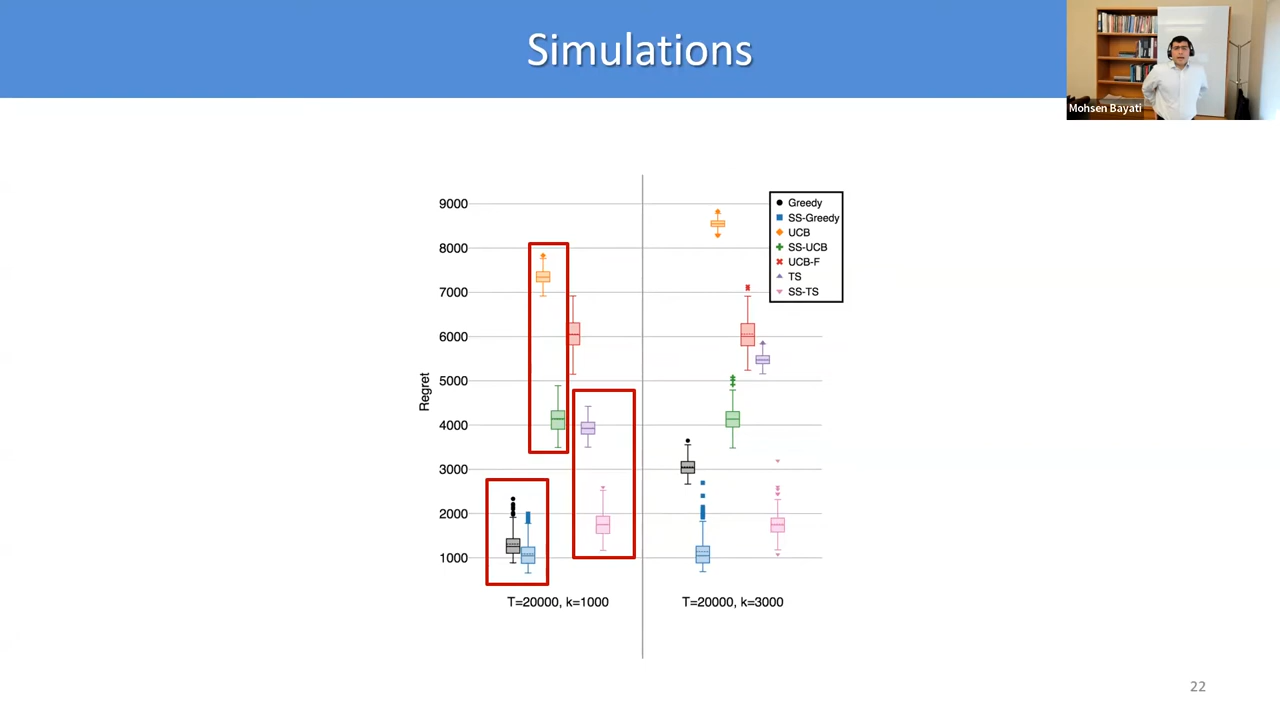 Simulations
Mohsen Bayati
9000
8000
7000
6000
5000
4000
3000
2000
1000
Regret
Greedy
SS-Greedy
UCB
SS-UCB
UCB-F
TS
SS-TS
T=20000, k=1000
T=20000, k=3000
22